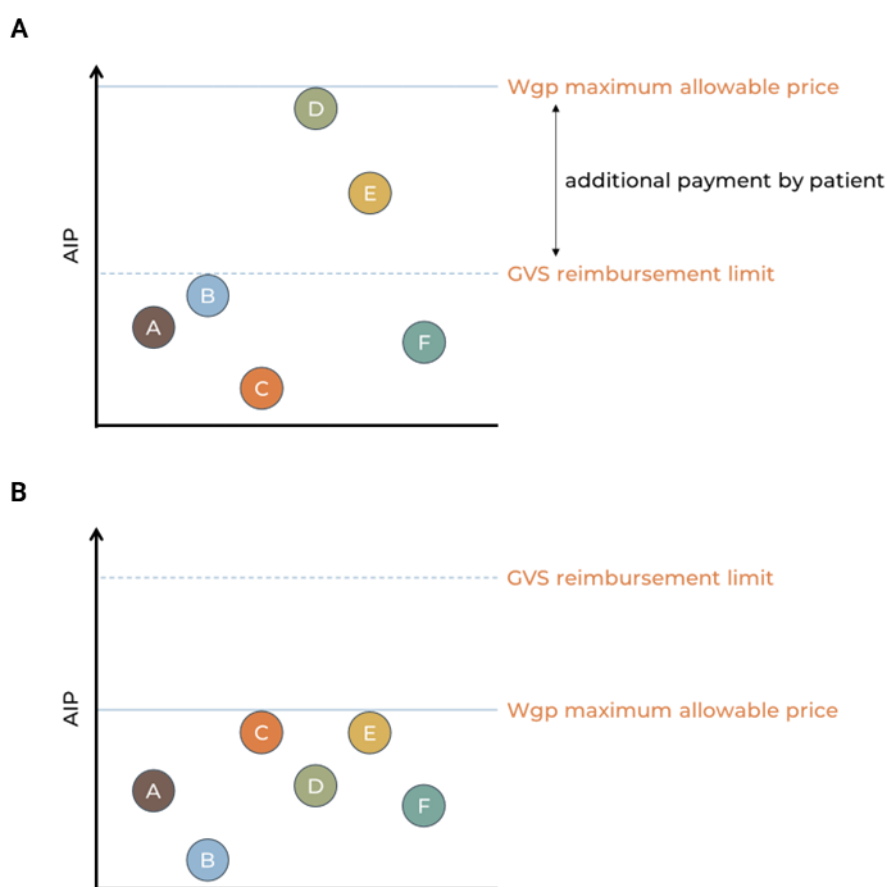 A
Wgp maximum allowable price
D
additional payment by patient
E
AIP
GVS reimbursement limit
B
A
F
C
B
GVS reimbursement limit
AIP
Wgp maximum allowable price
C
E
A
D
F
B